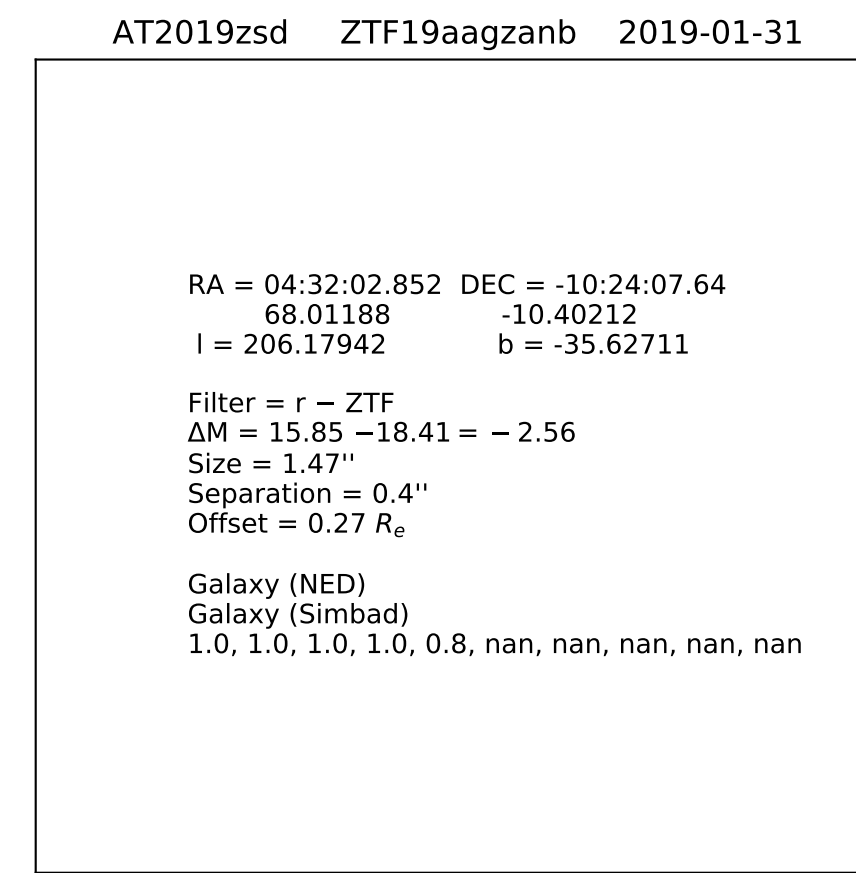 AT2019zsd ZTF19aagzanb 2019-01-31
RA = 04:32:02.852 DEC = -10:24:07.64
68.01188 -10.40212
l = 206.17942 b = -35.62711
Filter = r − ZTF
ΔM = 15.85 −18.41 = − 2.56
Size = 1.47''
Separation = 0.4''
Offset = 0.27 Rₑ
Galaxy (NED)
Galaxy (Simbad)
1.0, 1.0, 1.0, 1.0, 0.8, nan, nan, nan, nan, nan